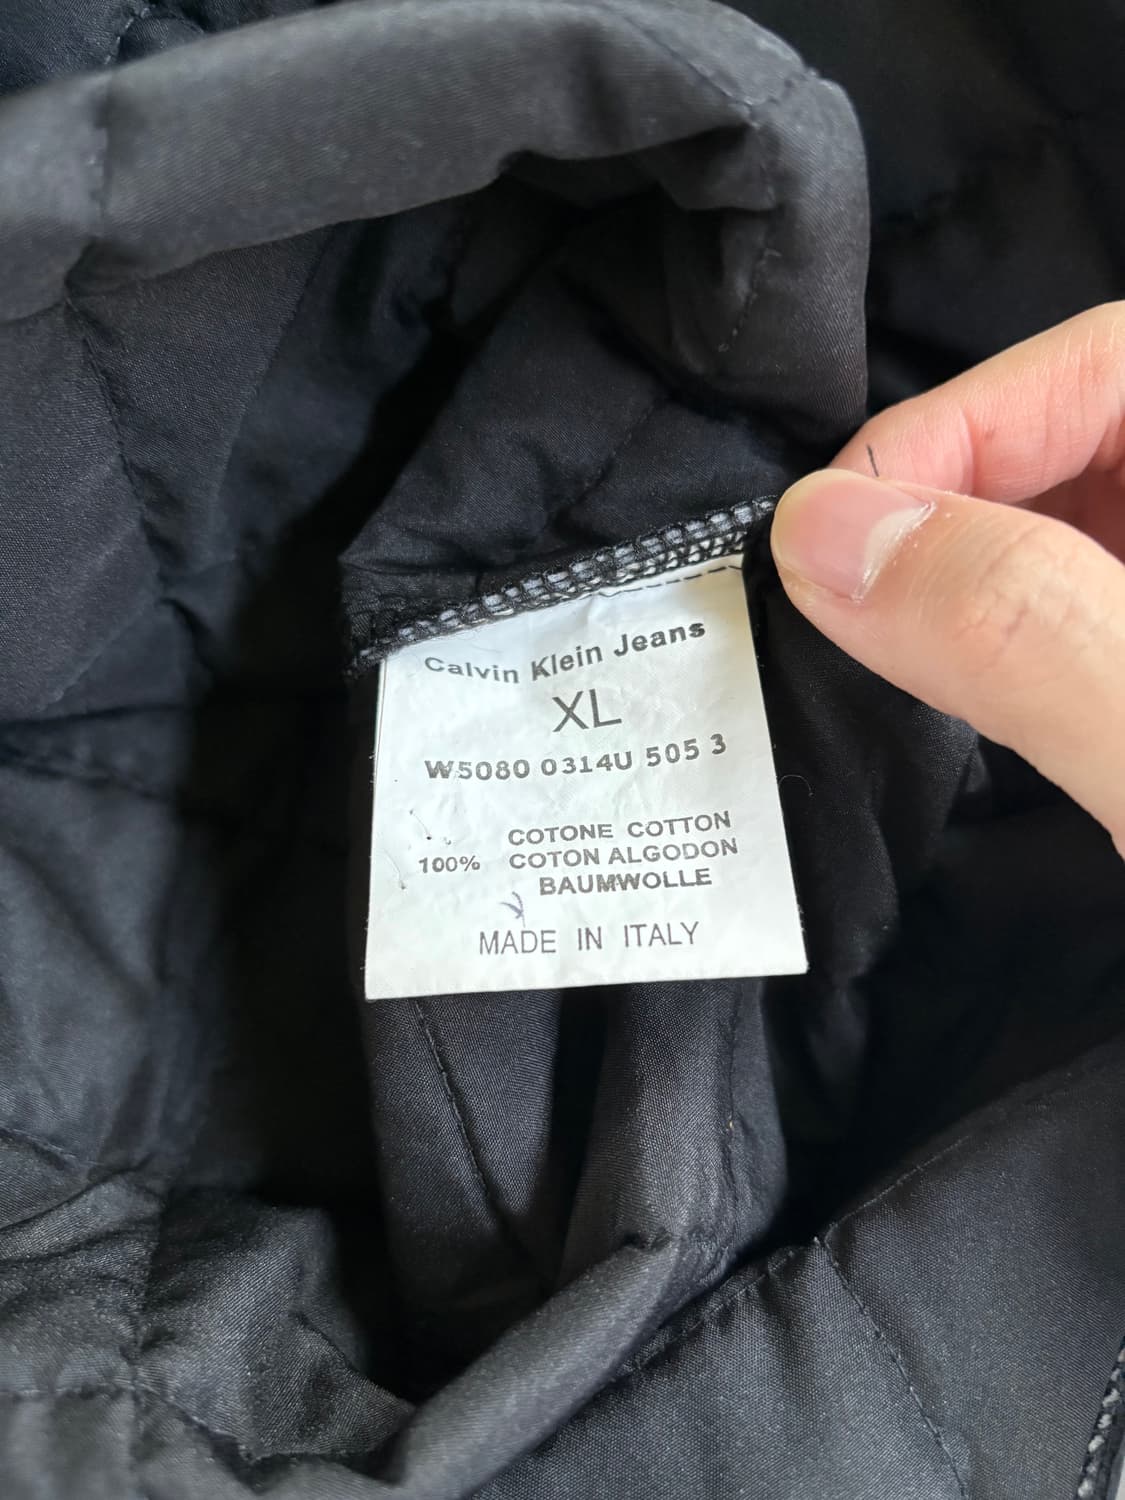 Calvin Klein Jeans
XL
W5080 0314U 505 3
COTONE COTTON
100% COTON ALGODON
BAUMWOLLE
MADE IN ITALY